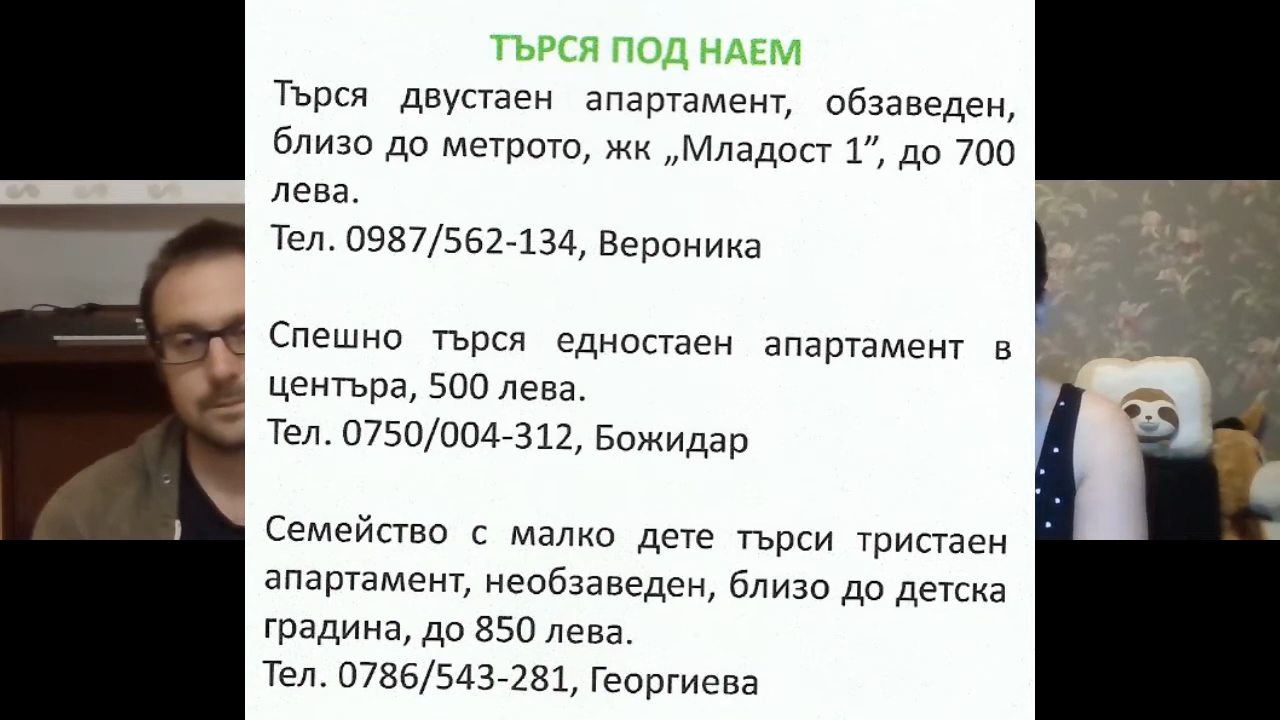 ТЪРСЯ ПОД НАЕМ
Търся двустаен апартамент, обзаведен,
близо до метрото, жк „Младост 1”, до 700
лева.
Тел. 0987/562-134, Вероника
Спешно търся едностаен апартамент в
центъра, 500 лева.
Тел. 0750/004-312, Божидар
Семейство с малко дете търси тристаен
апартамент, необзаведен, близо до детска
градина, до 850 лева.
Тел. 0786/543-281, Георгиева